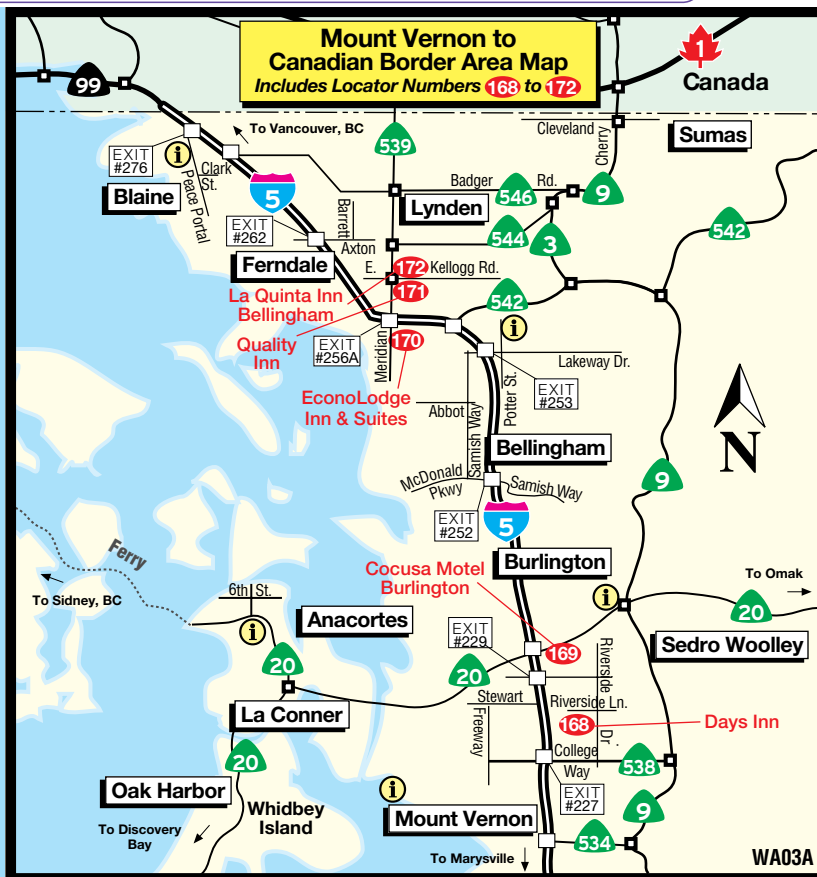 Mount Vernon to
Canadian Border Area Map
Includes Locator Numbers 168 to 172
1
Canada
99
To Vancouver, BC
539
Cleveland
Cherry
Sumas
EXIT
#276
i
Clark
St.
Peace Portal
Blaine
5
Badger Rd.
546
9
Lynden
Barrett
EXIT
#262
Axton
544
3
542
Ferndale
E. 172 Kellogg Rd.
171
La Quinta Inn
Bellingham
542
i
Quality
Inn
EXIT
#256A
Meridian
170
Lakeway Dr.
EconoLodge
Inn & Suites
Potter St.
EXIT
#253
Abbot
Samish Way
N
Bellingham
McDonald
Pkwy
Samish Way
9
EXIT
#252
5
Ferry
Burlington
Cocusa Motel
Burlington
To Omak
To Sidney, BC
6th St.
i
20
i
Anacortes
EXIT
#229
169
Sedro Woolley
20
20
Riverside
Dr.
Stewart
Riverside Ln.
Freeway
168
Days Inn
La Conner
College
Way
538
20
Oak Harbor
i
EXIT
#227
Whidbey
Island
Mount Vernon
9
To Discovery
Bay
534
To Marysville
WA03A